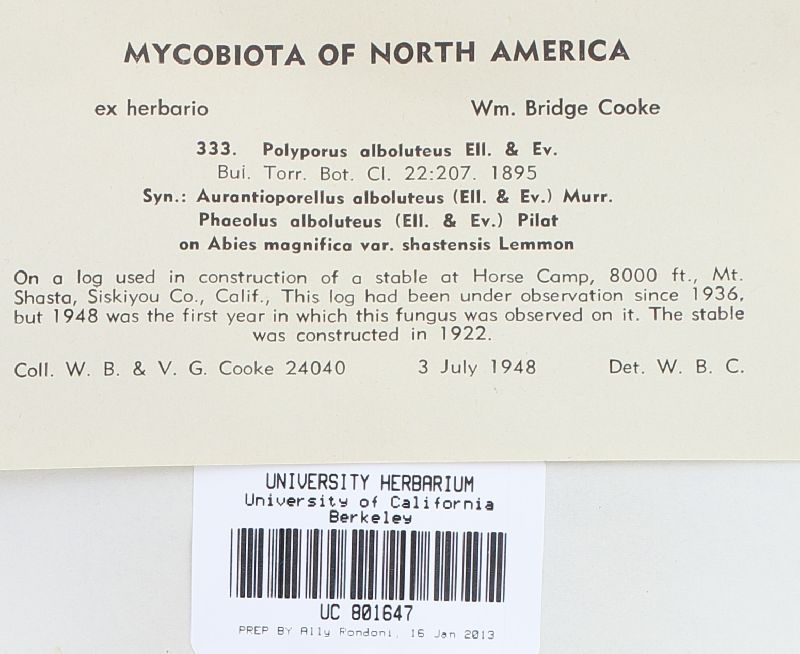 MYCOBIOTA OF NORTH AMERICA
ex herbario Wm. Bridge Cooke
333. Polyporus alboluteus Ell. & Ev.
Bui. Torr. Bot. Cl. 22:207. 1895
Syn.: Aurantioporellus alboluteus (Ell. & Ev.) Murr.
Phaeolus alboluteus (Ell. & Ev.) Pilat
on Abies magnifica var. shastensis Lemmon
On a log used in construction of a stable at Horse Camp, 8000 ft., Mt.
Shasta, Siskiyou Co., Calif., This log had been under observation since 1936,
but 1948 was the first year in which this fungus was observed on it. The stable
was constructed in 1922.
Coll. W. B. & V. G. Cooke 24040 3 July 1948 Det. W. B. C.
UNIVERSITY HERBARIUM
University of California
Berkeley
UC 801647
PREP BY Ally Rondoni, 16 Jan 2013